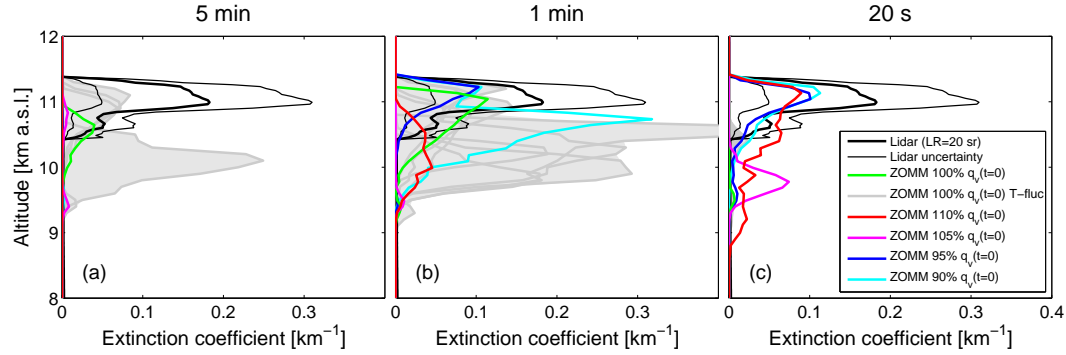 5 min
1 min
20 s
12
11
10
9
8
Altitude [km a.s.l.]
(a)
(b)
(c)
Lidar (LR=20 sr)
Lidar uncertainty
ZOMM 100% q_v(t=0)
ZOMM 100% q_v(t=0) T−fluc
ZOMM 110% q_v(t=0)
ZOMM 105% q_v(t=0)
ZOMM 95% q_v(t=0)
ZOMM 90% q_v(t=0)
0 0.1 0.2 0.3 0 0.1 0.2 0.3 0 0.1 0.2 0.3 0.4
Extinction coefficient [km⁻¹] Extinction coefficient [km⁻¹] Extinction coefficient [km⁻¹]